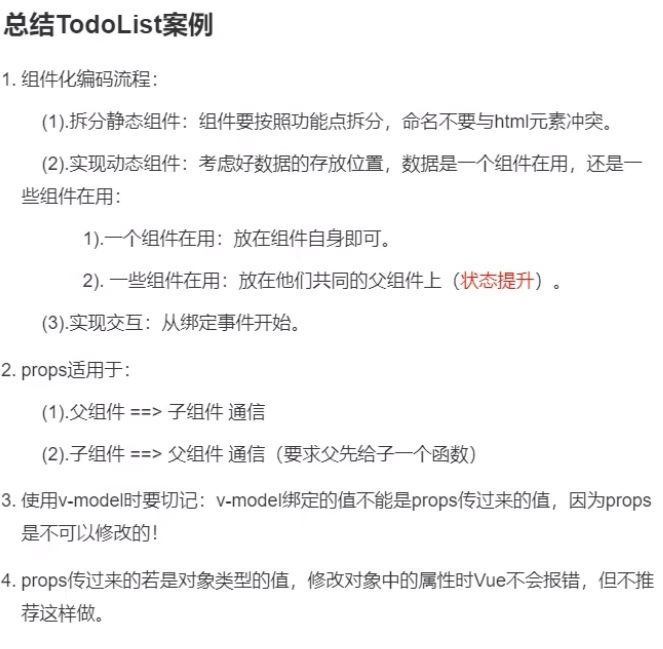 总结TodoList案例
1. 组件化编码流程：
(1).拆分静态组件：组件要按照功能点拆分，命名不要与html元素冲突。
(2).实现动态组件：考虑好数据的存放位置，数据是一个组件在用，还是一
些组件在用：
1).一个组件在用：放在组件自身即可。
2). 一些组件在用：放在他们共同的父组件上（状态提升）。
(3).实现交互：从绑定事件开始。
2. props适用于：
(1).父组件 ==> 子组件 通信
(2).子组件 ==> 父组件 通信（要求父先给子一个函数）
3. 使用v-model时要切记：v-model绑定的值不能是props传过来的值，因为props
是不可以修改的！
4. props传过来的若是对象类型的值，修改对象中的属性时Vue不会报错，但不推
荐这样做。